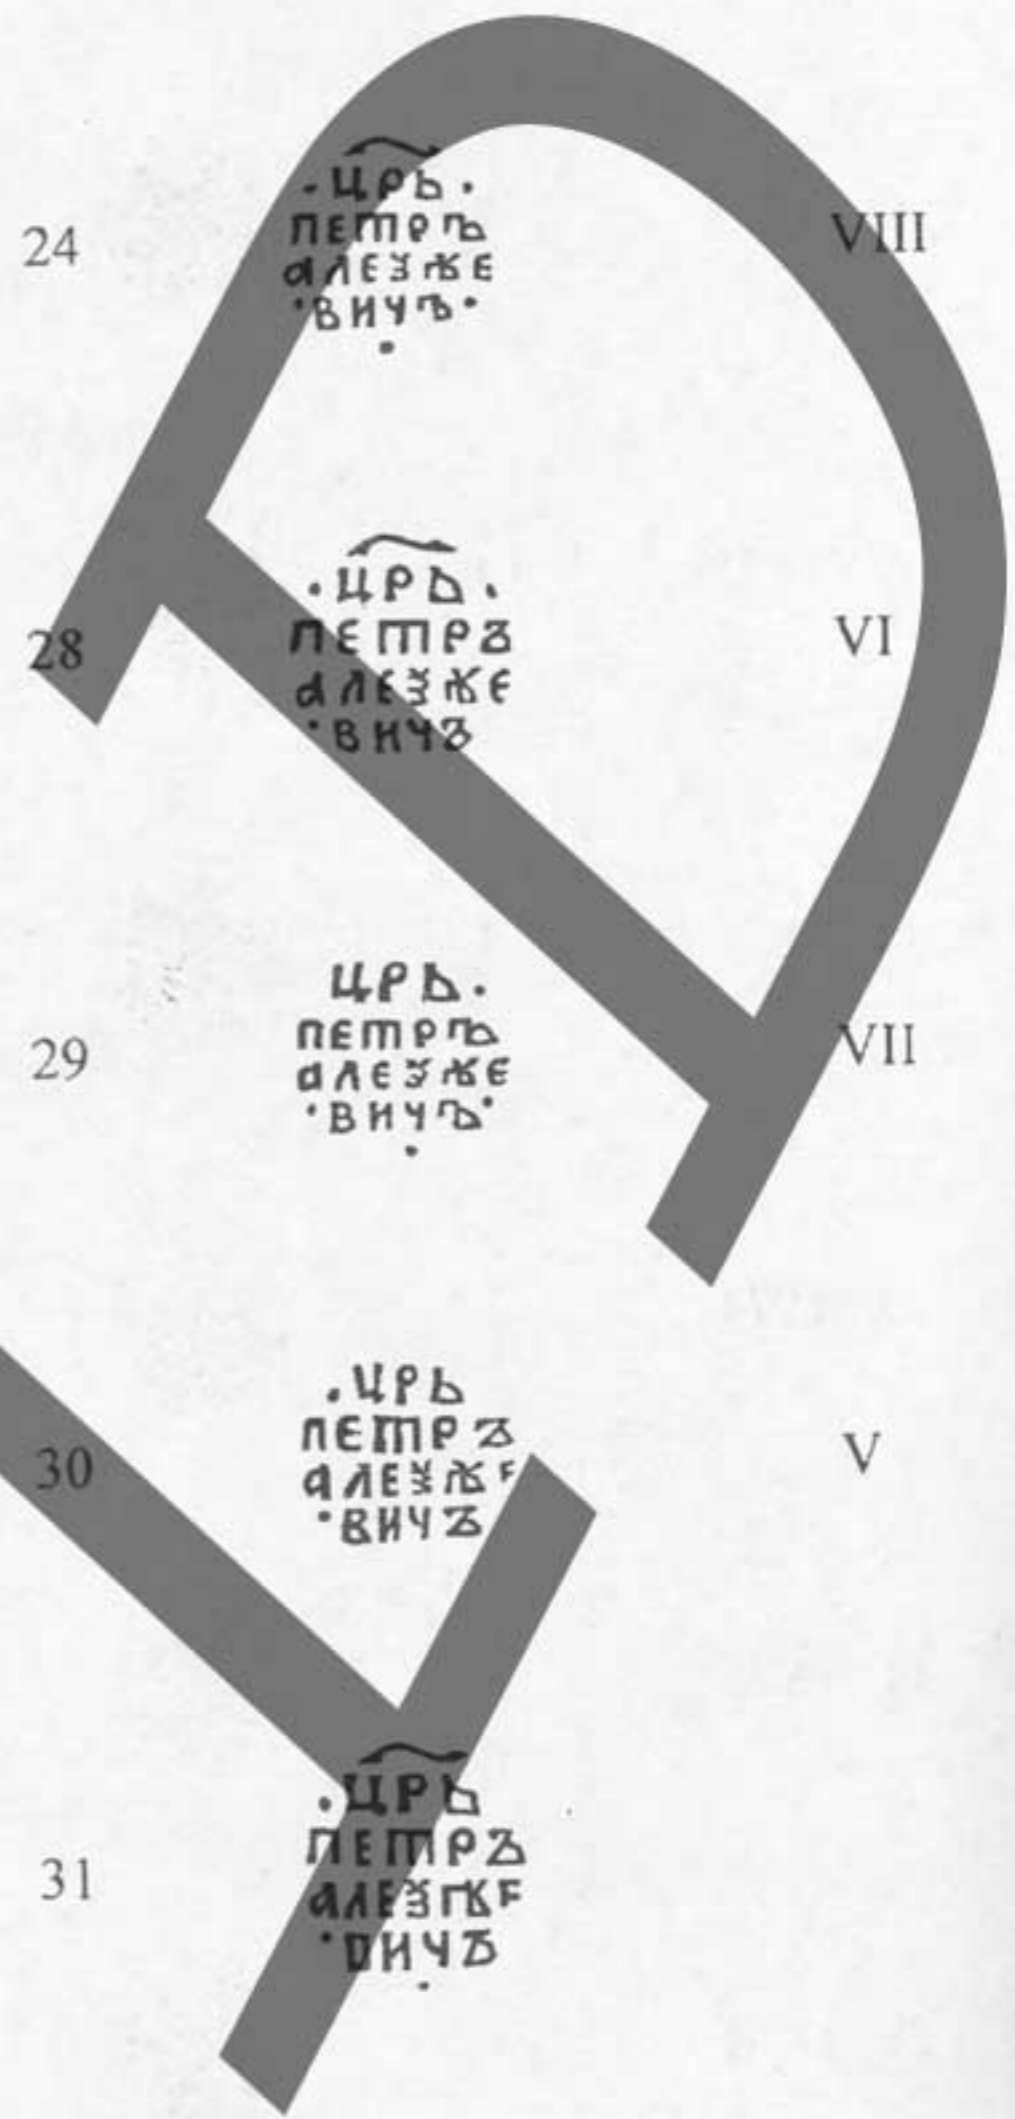 24
·ЦРЬ·
ПЕТРЪ
АЛЕѮѢЕ
·ВИЧЪ·
VIII
28
·ЦРЬ·
ПЕТРЪ
АЛЕѮѢЕ
·ВИЧЪ
VI
29
ЦРЬ·
ПЕТРЪ
АЛЕѮѢЕ
·ВИЧЪ·
VII
30
·ЦРЬ
ПЕТРЪ
АЛЕѮѢЕ
·ВИЧЪ
V
31
·ЦРЬ
ПЕТРЪ
АЛЕѮѢЕ
·ВИЧЪ